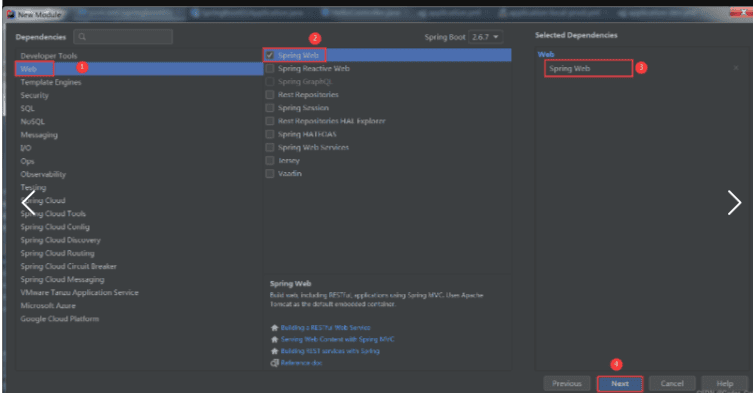 New Module
Dependencies
Spring Boot 2.6.7
Selected Dependencies
Developer Tools
Web
Template Engines
Security
SQL
NoSQL
Messaging
I/O
Ops
Observability
Testing
Spring Cloud
Spring Cloud Tools
Spring Cloud Config
Spring Cloud Discovery
Spring Cloud Routing
Spring Cloud Circuit Breaker
Spring Cloud Messaging
VMware Tanzu Application Service
Microsoft Azure
Google Cloud Platform
1
2
Spring Web
Spring Reactive Web
Spring GraphQL
Rest Repositories
Spring Session
Rest Repositories HAL Explorer
Spring HATEOAS
Spring Web Services
Jersey
Vaadin
Web
Spring Web
3
Spring Web
Build web, including RESTful, applications using Spring MVC. Uses Apache
Tomcat as the default embedded container.
Building a RESTful Web Service
Serving Web Content with Spring MVC
Building REST services with Spring
Reference doc
4
Previous
Next
Cancel
Help